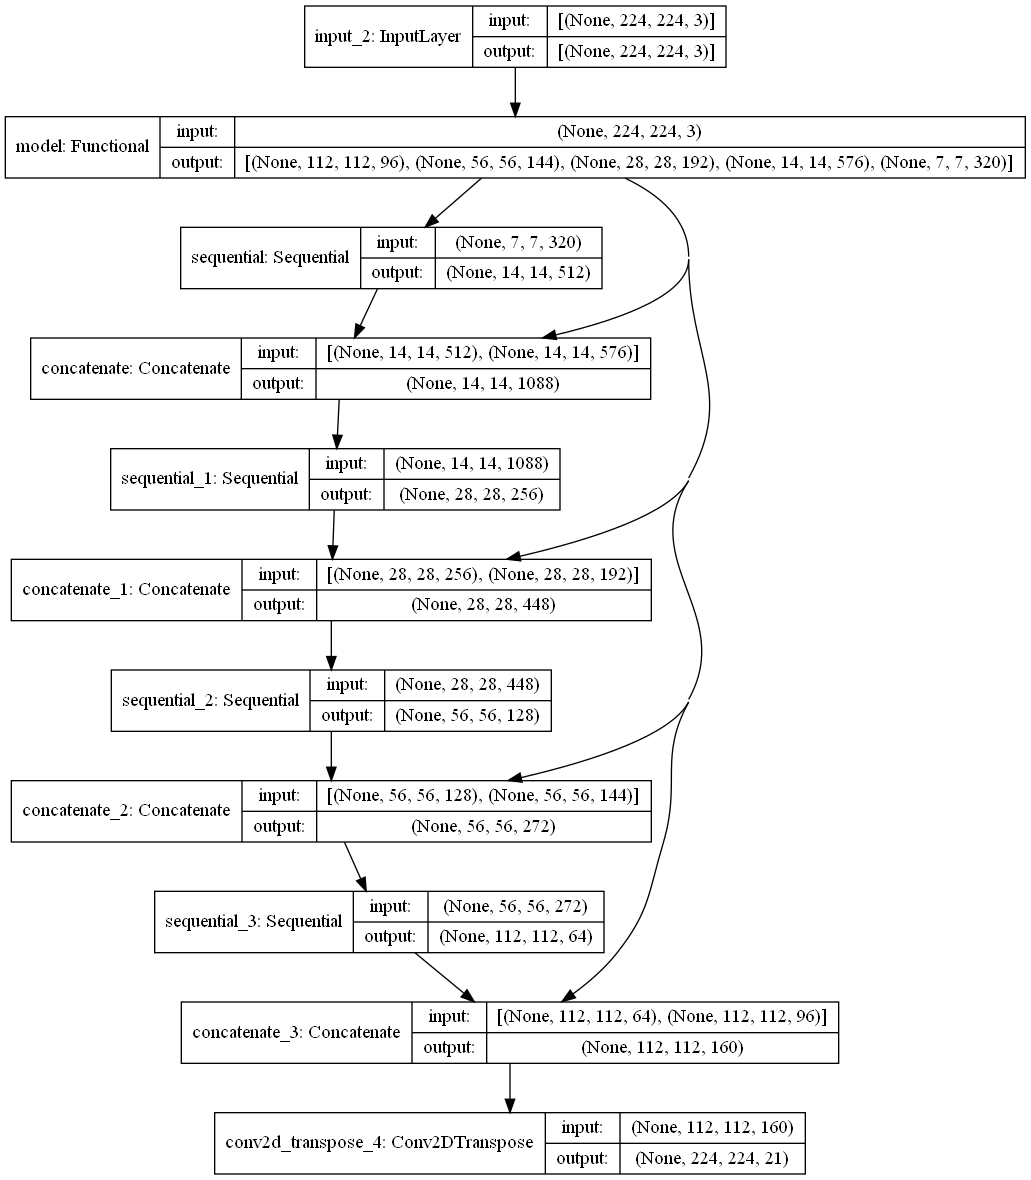 input_2: InputLayer
input: [(None, 224, 224, 3)]
output: [(None, 224, 224, 3)]
model: Functional
input: (None, 224, 224, 3)
output: [(None, 112, 112, 96), (None, 56, 56, 144), (None, 28, 28, 192), (None, 14, 14, 576), (None, 7, 7, 320)]
sequential: Sequential
input: (None, 7, 7, 320)
output: (None, 14, 14, 512)
concatenate: Concatenate
input: [(None, 14, 14, 512), (None, 14, 14, 576)]
output: (None, 14, 14, 1088)
sequential_1: Sequential
input: (None, 14, 14, 1088)
output: (None, 28, 28, 256)
concatenate_1: Concatenate
input: [(None, 28, 28, 256), (None, 28, 28, 192)]
output: (None, 28, 28, 448)
sequential_2: Sequential
input: (None, 28, 28, 448)
output: (None, 56, 56, 128)
concatenate_2: Concatenate
input: [(None, 56, 56, 128), (None, 56, 56, 144)]
output: (None, 56, 56, 272)
sequential_3: Sequential
input: (None, 56, 56, 272)
output: (None, 112, 112, 64)
concatenate_3: Concatenate
input: [(None, 112, 112, 64), (None, 112, 112, 96)]
output: (None, 112, 112, 160)
conv2d_transpose_4: Conv2DTranspose
input: (None, 112, 112, 160)
output: (None, 224, 224, 21)